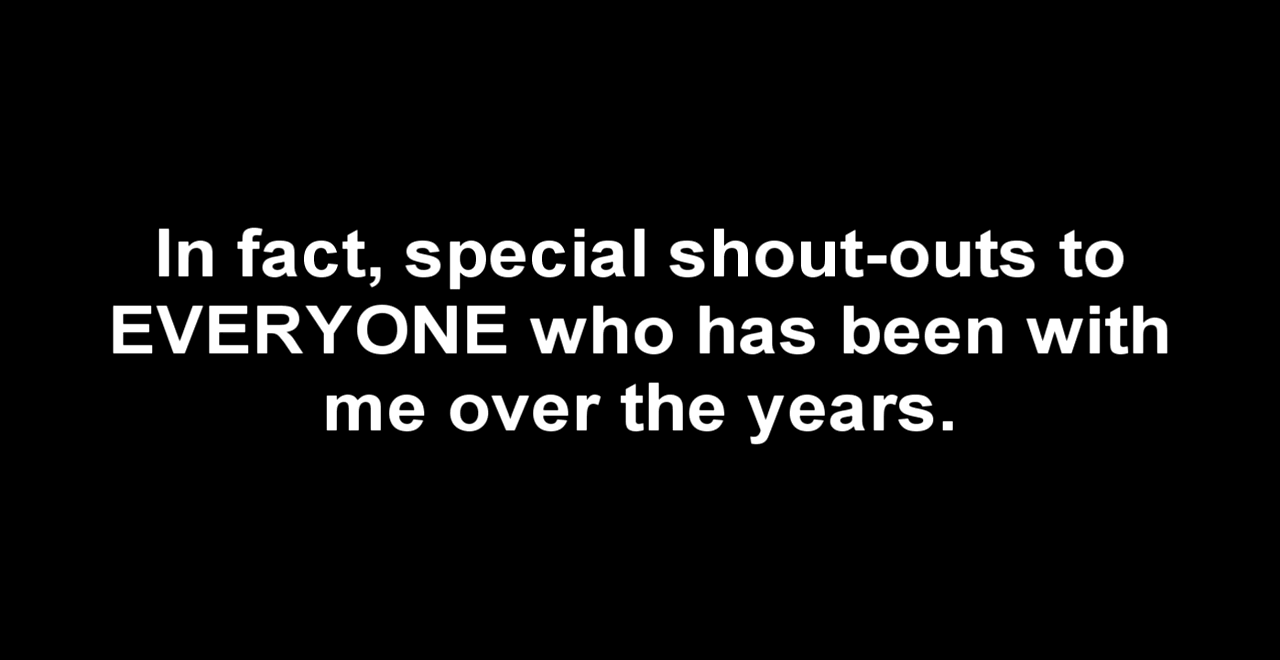 In fact, special shout-outs to
EVERYONE who has been with
me over the years.